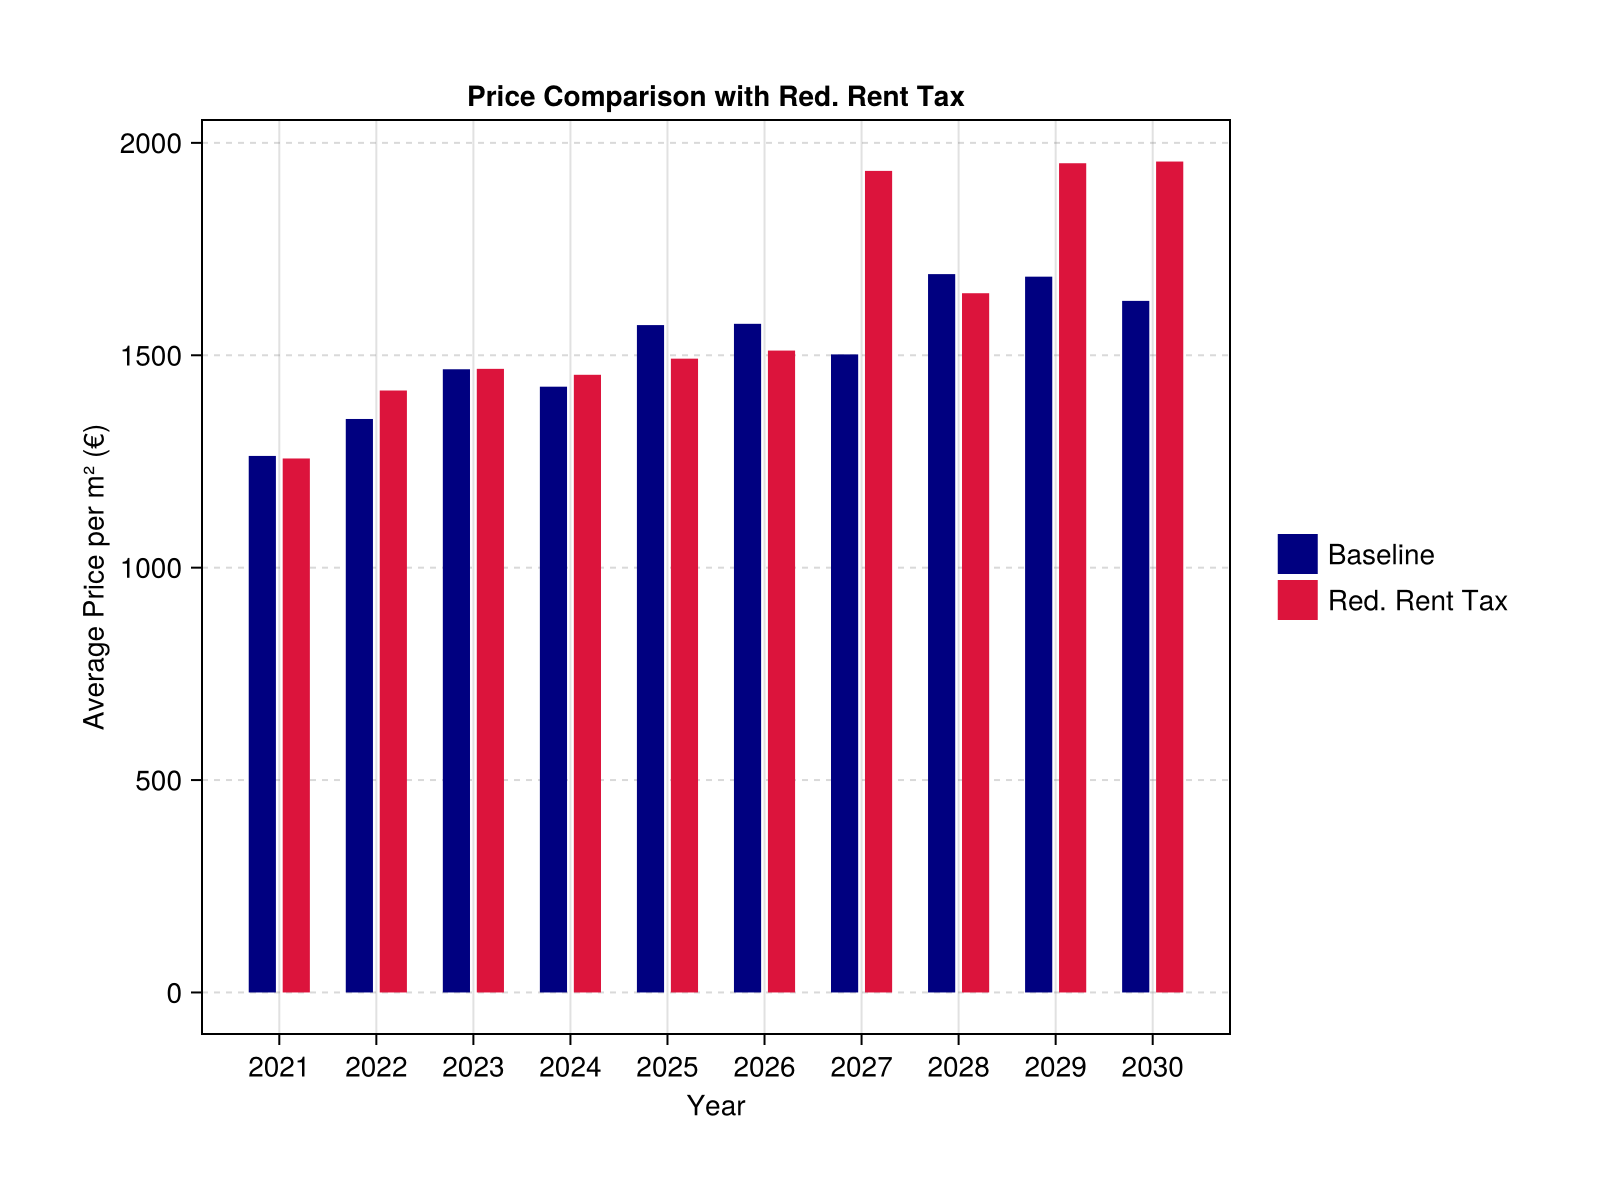 Price Comparison with Red. Rent Tax
Average Price per m² (€)
2000
1500
1000
500
0
2021 2022 2023 2024 2025 2026 2027 2028 2029 2030
Year
Baseline
Red. Rent Tax